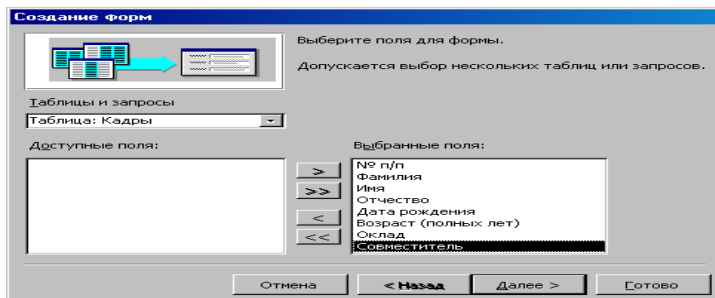 Создание форм
Выберите поля для формы.
Допускается выбор нескольких таблиц или запросов.
Таблицы и запросы
Таблица: Кадры
Доступные поля:
Выбранные поля:
>
>>
<
<<
№ п/п
Фамилия
Имя
Отчество
Дата рождения
Возраст (полных лет)
Оклад
Совместитель
Отмена
< Назад
Далее >
Готово